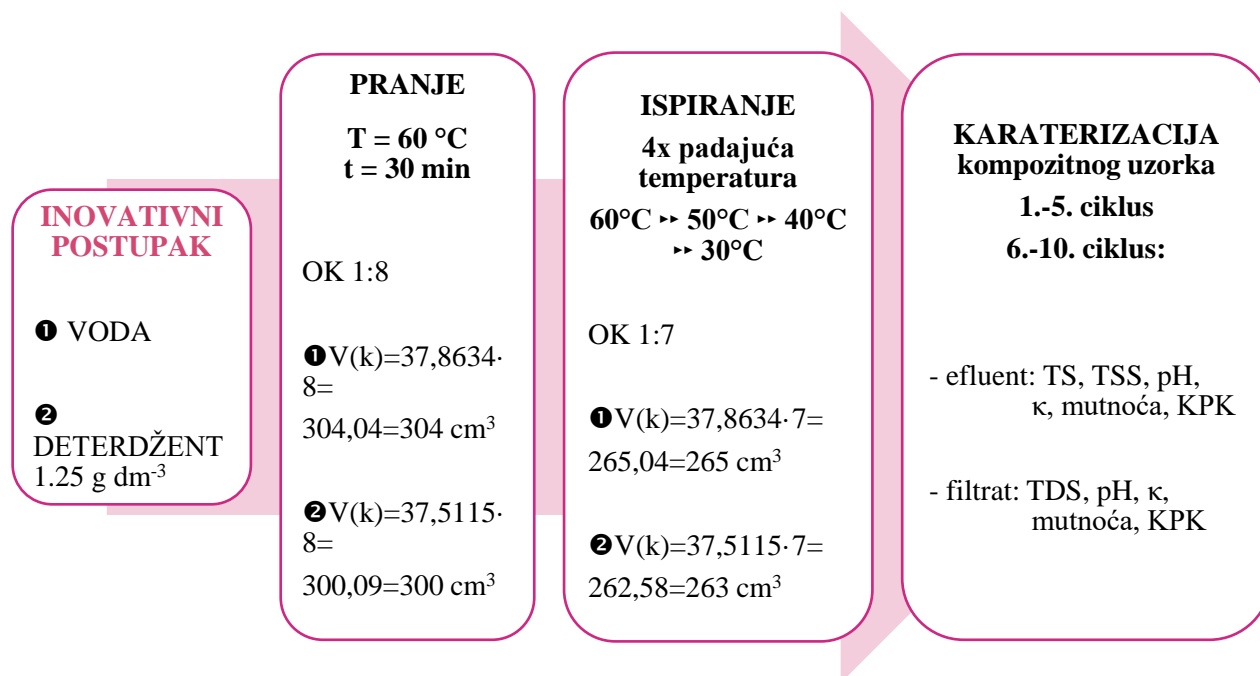 INOVATIVNI
POSTUPAK
❶ VODA
❷
DETERDŽENT
1.25 g dm-3
PRANJE
T = 60 °C
t = 30 min
OK 1:8
❶V(k)=37,8634·
8=
304,04=304 cm3
❷V(k)=37,5115·
8=
300,09=300 cm3
ISPIRANJE
4x padajuća
temperatura
60°C ▸▸ 50°C ▸▸ 40°C
▸▸ 30°C
OK 1:7
❶V(k)=37,8634·7=
265,04=265 cm3
❷V(k)=37,5115·7=
262,58=263 cm3
KARATERIZACIJA
kompozitnog uzorka
1.-5. ciklus
6.-10. ciklus:
- efluent: TS, TSS, pH,
κ, mutnoća, KPK
- filtrat: TDS, pH, κ,
mutnoća, KPK